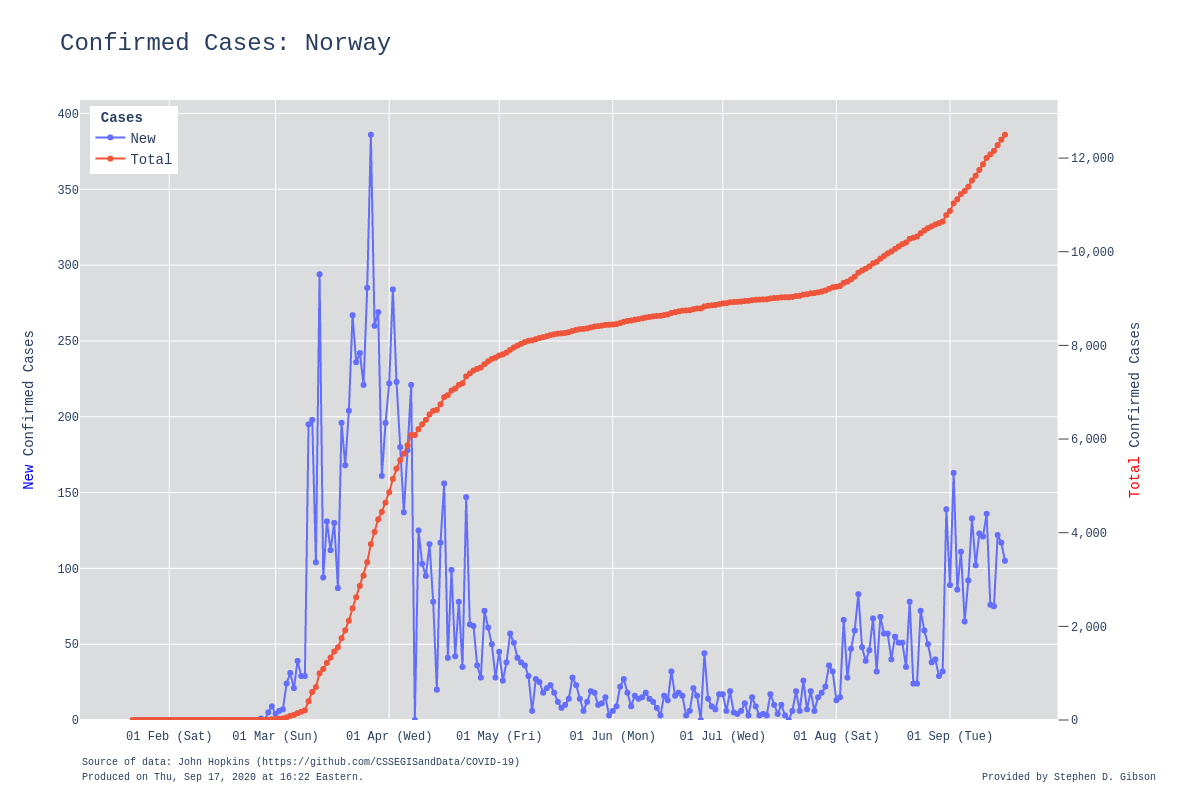 Confirmed Cases: Norway
Cases
New
Total
400
350
300
250
200
150
100
50
0
New Confirmed Cases
12,000
10,000
8,000
6,000
4,000
2,000
0
Total Confirmed Cases
01 Feb (Sat) 01 Mar (Sun) 01 Apr (Wed) 01 May (Fri) 01 Jun (Mon) 01 Jul (Wed) 01 Aug (Sat) 01 Sep (Tue)
Source of data: John Hopkins (https://github.com/CSSEGISandData/COVID-19)
Produced on Thu, Sep 17, 2020 at 16:22 Eastern.
Provided by Stephen D. Gibson